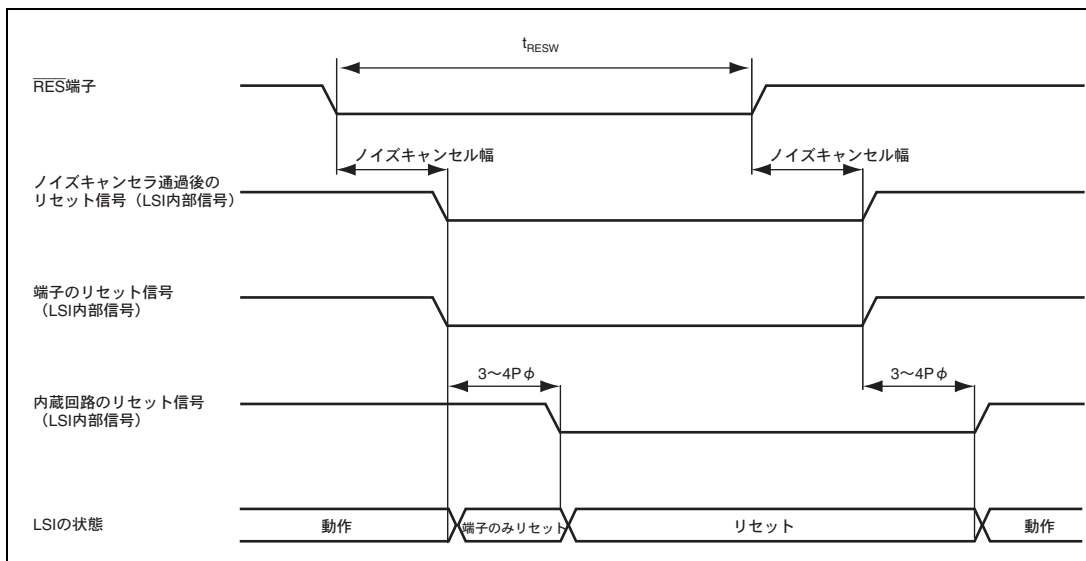 tRESW
RES端子
ノイズキャンセル幅 ノイズキャンセル幅
ノイズキャンセラ通過後の
リセット信号（LSI内部信号）
端子のリセット信号
（LSI内部信号）
3～4Pφ 3～4Pφ
内蔵回路のリセット信号
（LSI内部信号）
LSIの状態 動作 端子のみリセット リセット 動作